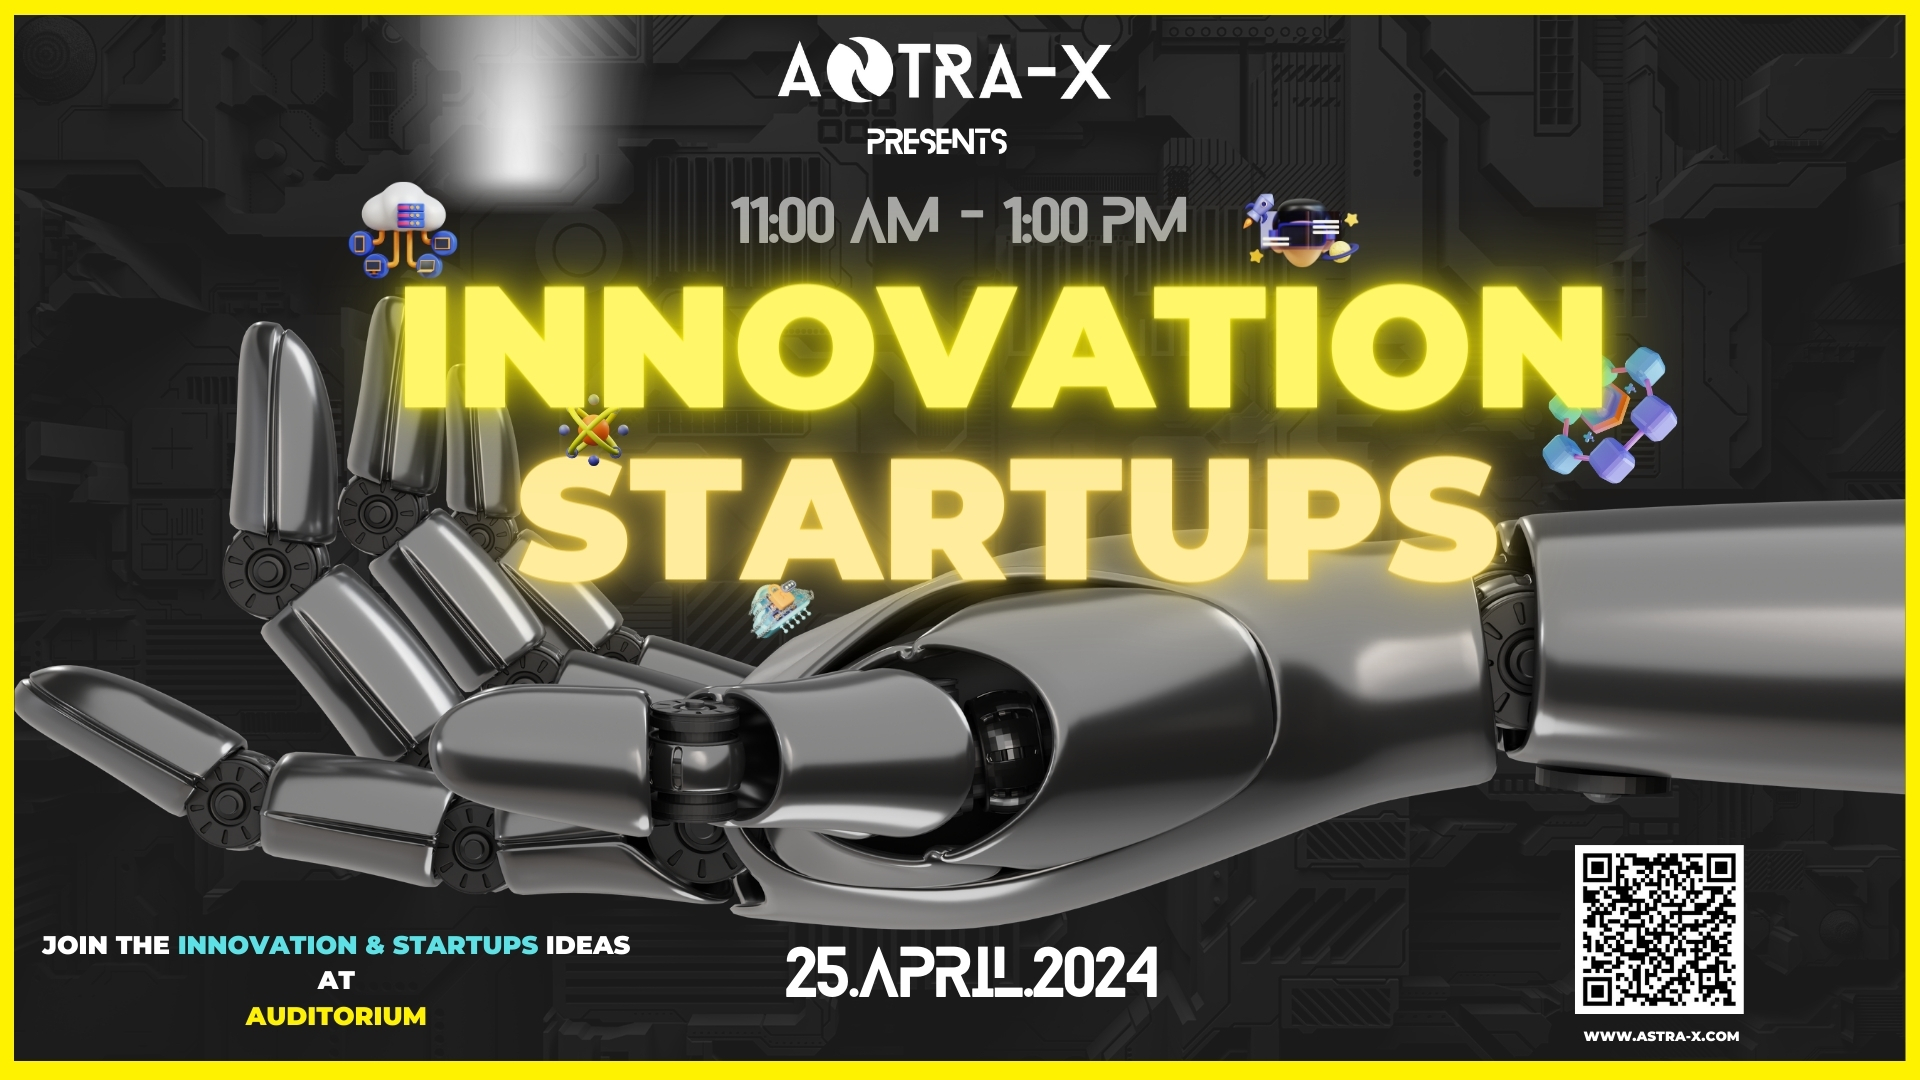 ASTRA-X
PRESENTS
11:00 AM - 1:00 PM
INNOVATION
STARTUPS
JOIN THE INNOVATION & STARTUPS IDEAS
AT
AUDITORIUM
25.APRIL.2024
WWW.ASTRA-X.COM